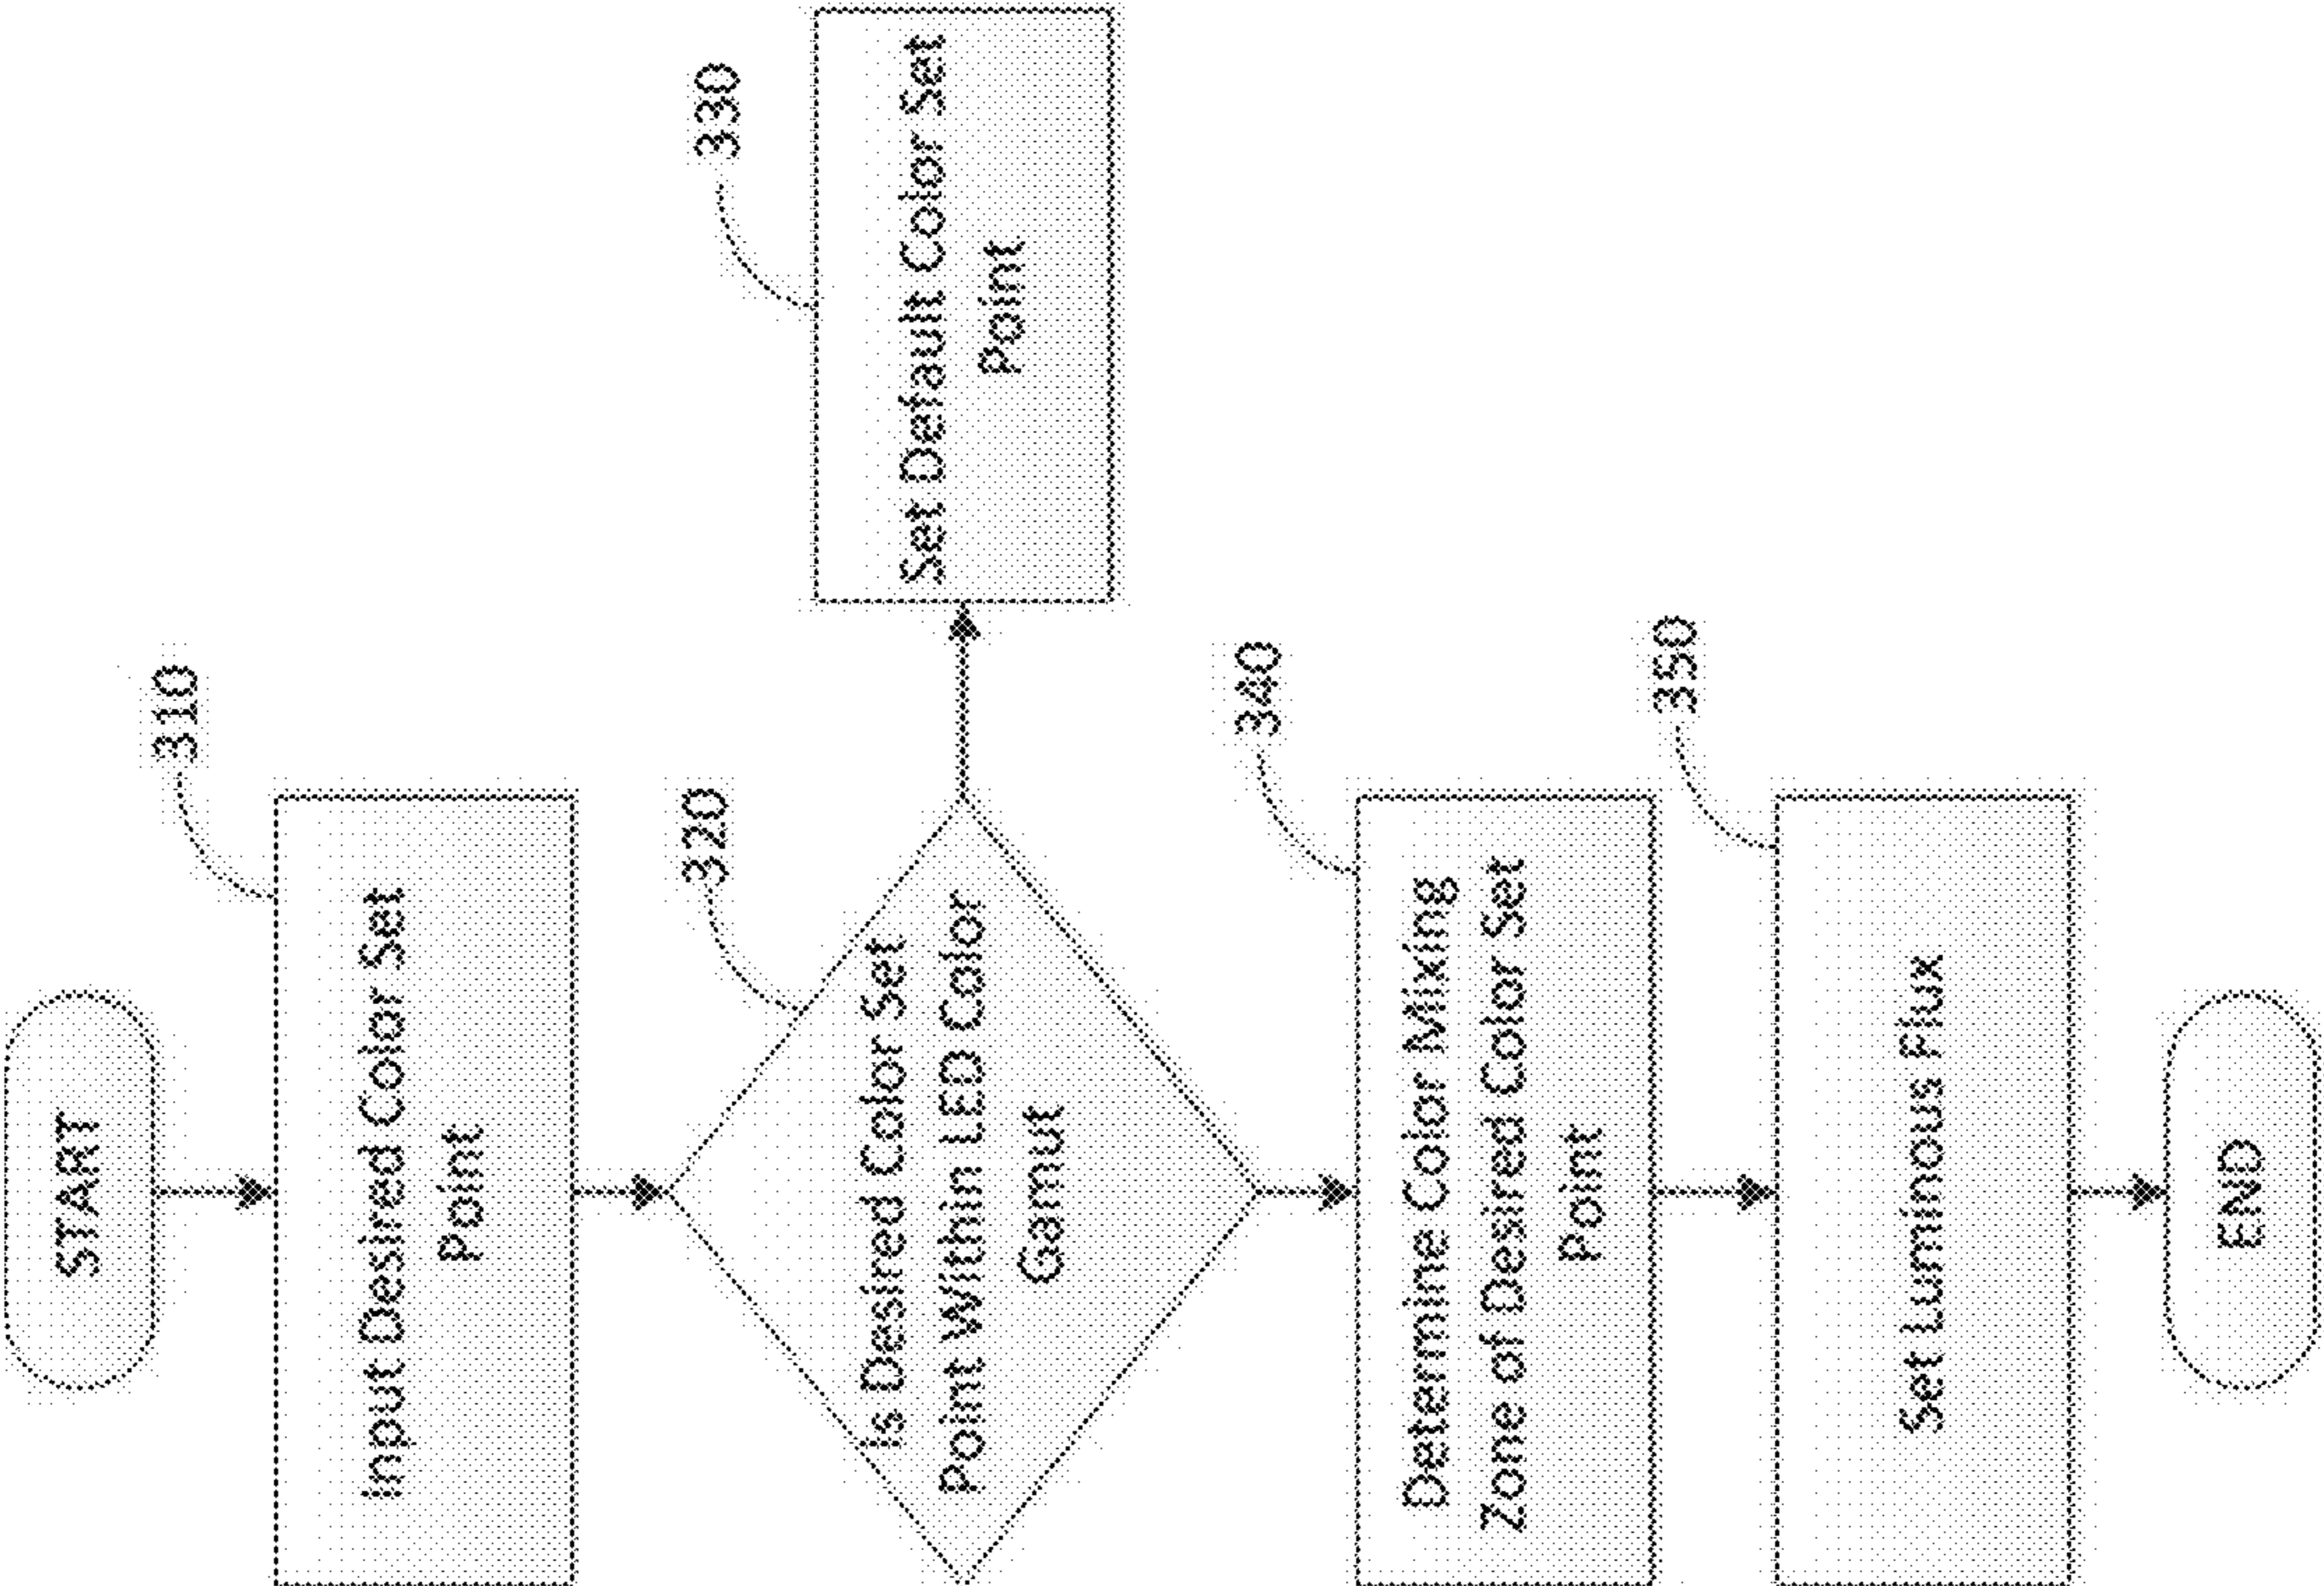 START
310
Input Desired Color Set
Point
320
Is Desired Color Set
Point Within LED Color
Gamut
330
Set Default Color Set
Point
340
Determine Color Mixing
Zone of Desired Color Set
Point
350
Set Luminous Flux
END